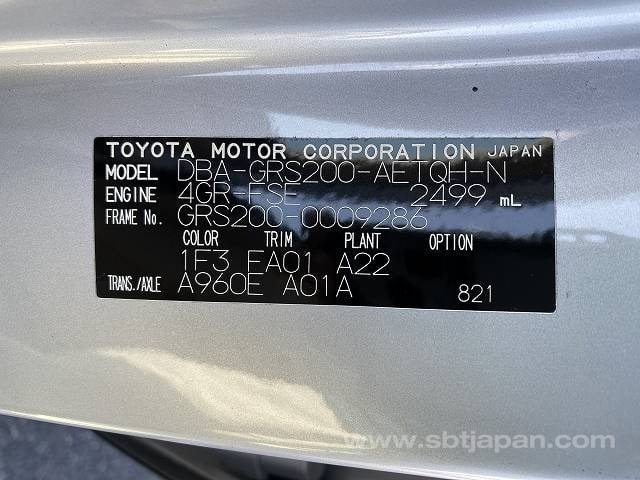 TOYOTA MOTOR CORPORATION JAPAN
MODEL DBA-GRS200-AETQH-N
ENGINE 4GR-FSE 2499 mL
FRAME No. GRS200-0009286
COLOR TRIM PLANT OPTION
1F3 FA01 A22
TRANS./AXLE A960E A01A 821
www.sbtjapan.com